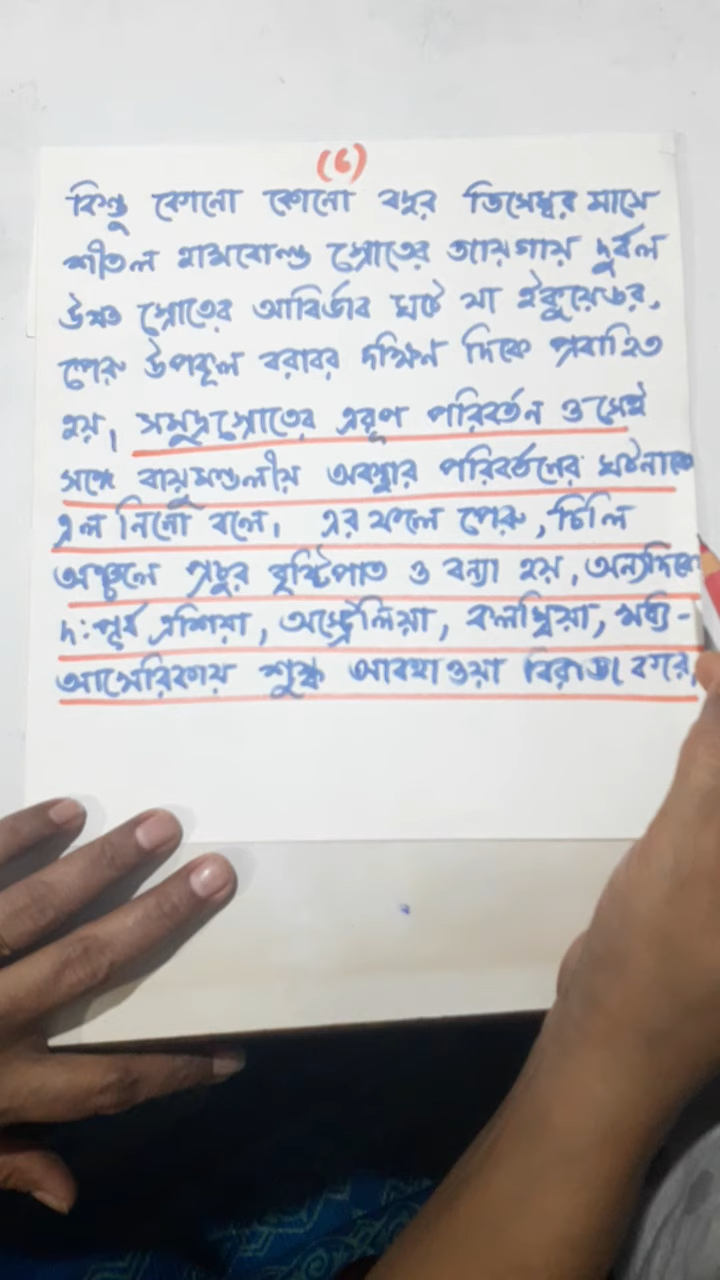 (৬)
কিন্তু কোনো কোনো বছর ডিসেম্বর মাসে
শীতল হামবোল্ড স্রোতের জায়গায় দুর্বল
উষ্ণ স্রোতের আবির্ভাব ঘটে যা ইকুয়েডর,
পেরু উপকূল বরাবর দক্ষিণ দিকে প্রবাহিত
হয়। সমুদ্রস্রোতের এরূপ পরিবর্তন ও সেই
সঙ্গে বায়ুমণ্ডলীয় অবস্থার পরিবর্তনের ঘটনাকে
এল নিনো বলে। এর ফলে পেরু, চিলি
অঞ্চলে প্রচুর বৃষ্টিপাত ও বন্যা হয়, অন্যদিকে
দ: পূর্ব এশিয়া, অস্ট্রেলিয়া, কলম্বিয়া, মধ্য-
আমেরিকায় শুষ্ক আবহাওয়া বিরাজ করে।